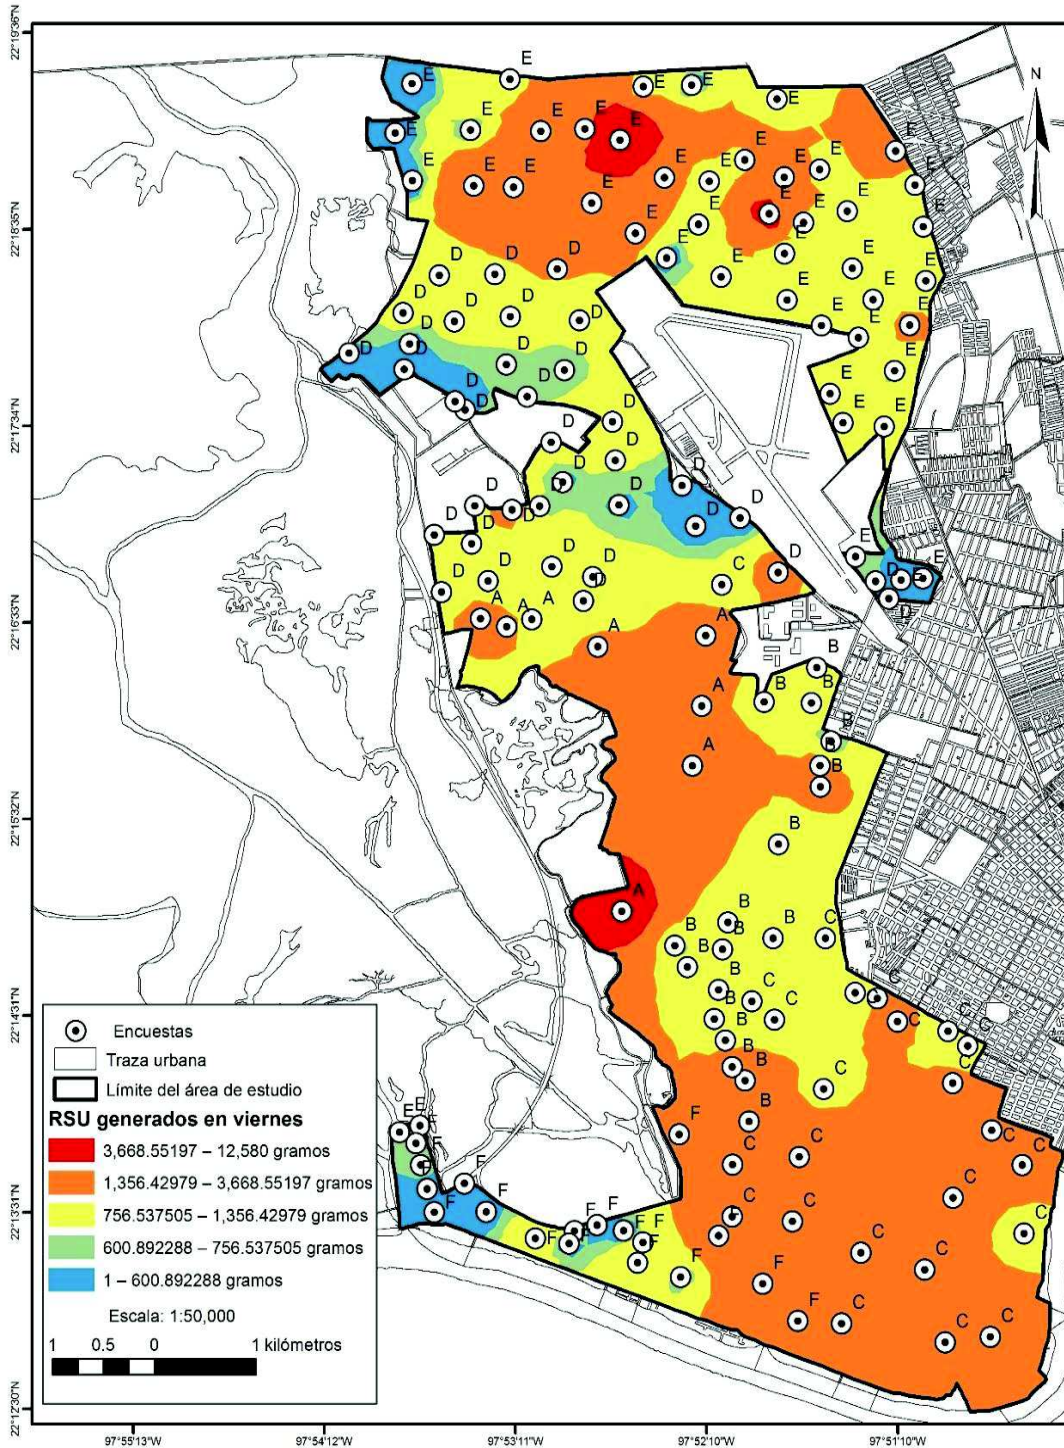 22°19'36"N
22°18'35"N
22°17'34"N
22°16'33"N
22°15'32"N
22°14'31"N
22°13'31"N
22°12'30"N
N
E
E
E E E
E E E E
E E E E E E
E E E E E E
E E E E E
D D D E E E
D D D D E E E
D D D D E
D D E E E
D D D
D D D D
D D D C D
D D D E E
D A A A
A A B
A B B
A B
B
A B
B B B C
B B C
B B C C
B B C
E E F F B C
F F F C C
F F F F C
F F F F C C
F F C C
F C C C
Encuestas
Traza urbana
Límite del área de estudio
RSU generados en viernes
3,668.55197 – 12,580 gramos
1,356.42979 – 3,668.55197 gramos
756.537505 – 1,356.42979 gramos
600.892288 – 756.537505 gramos
1 – 600.892288 gramos
Escala: 1:50,000
1 0.5 0 1 kilómetros
97°55'13"W 97°54'12"W 97°53'11"W 97°52'10"W 97°51'10"W